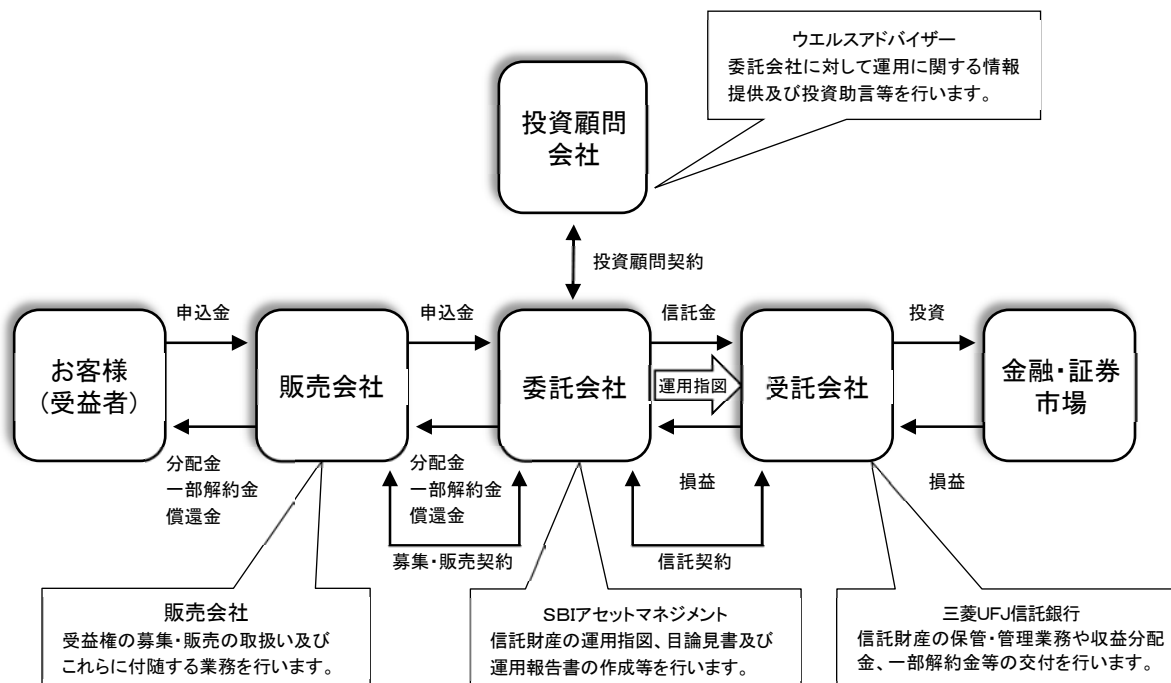 ウエルスアドバイザー
委託会社に対して運用に関する情報
提供及び投資助言等を行います。
投資顧問
会社
投資顧問契約
申込金
申込金
信託金
投資
お客様
（受益者）
販売会社
委託会社
運用指図
受託会社
金融・証券
市場
分配金
一部解約金
償還金
分配金
一部解約金
償還金
損益
損益
募集・販売契約
信託契約
販売会社
受益権の募集・販売の取扱い及び
これらに付随する業務を行います。
SBIアセットマネジメント
信託財産の運用指図、目論見書及び
運用報告書の作成等を行います。
三菱UFJ信託銀行
信託財産の保管・管理業務や収益分配
金、一部解約金等の交付を行います。